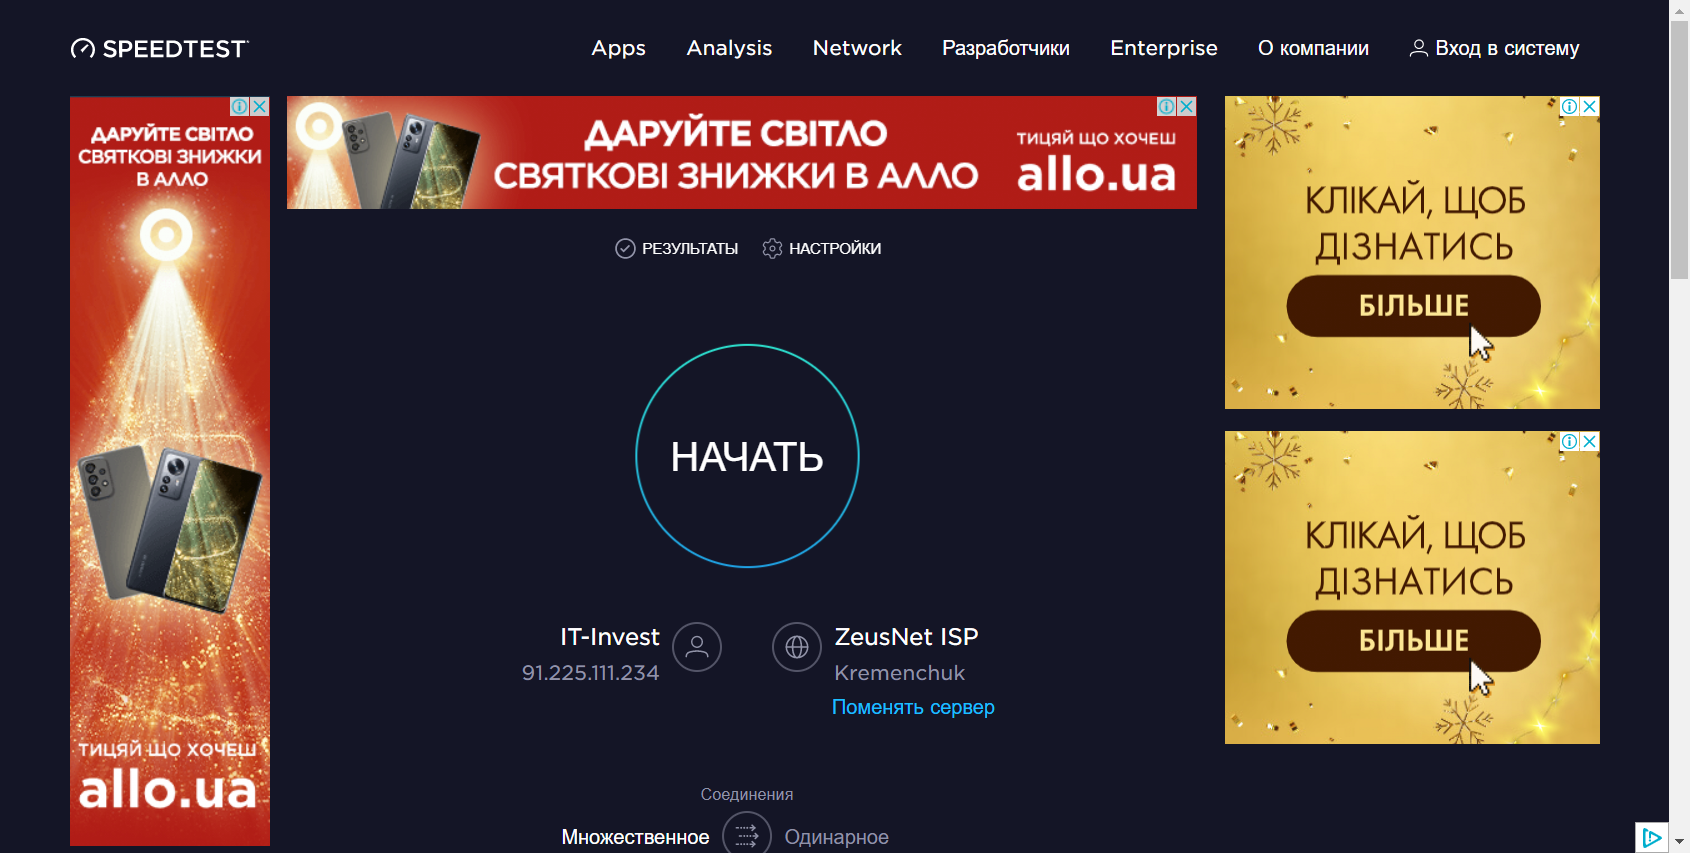 SPEEDTEST
Apps
Analysis
Network
Разработчики
Enterprise
О компании
Вход в систему
ДАРУЙТЕ СВІТЛО
СВЯТКОВІ ЗНИЖКИ
В АЛЛО
ТИЦЯЙ ЩО ХОЧЕШ
allo.ua
ДАРУЙТЕ СВІТЛО
СВЯТКОВІ ЗНИЖКИ В АЛЛО
ТИЦЯЙ ЩО ХОЧЕШ
allo.ua
РЕЗУЛЬТАТЫ
НАСТРОЙКИ
НАЧАТЬ
IT-Invest
91.225.111.234
ZeusNet ISP
Kremenchuk
Поменять сервер
Соединения
Множественное
Одинарное
КЛІКАЙ, ЩОБ
ДІЗНАТИСЬ
БІЛЬШЕ
КЛІКАЙ, ЩОБ
ДІЗНАТИСЬ
БІЛЬШЕ